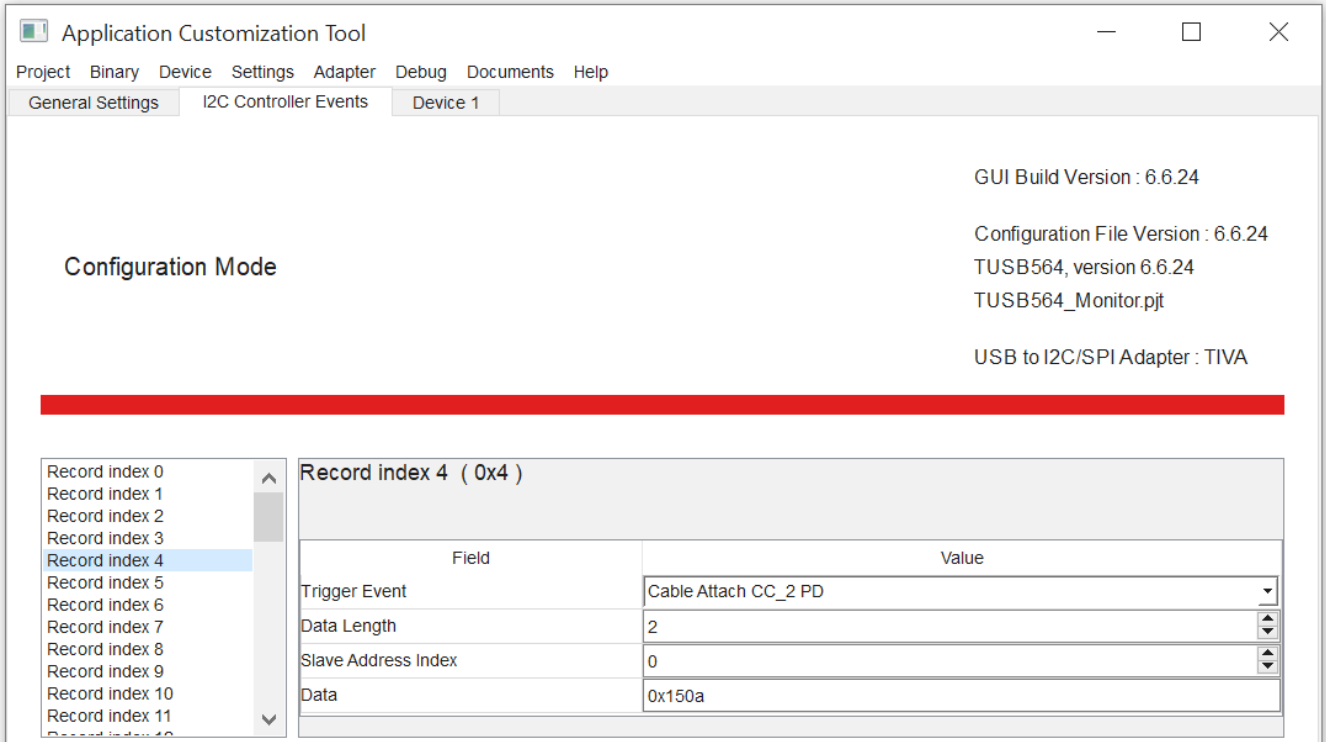 Application Customization Tool
Project Binary Device Settings Adapter Debug Documents Help
General Settings I2C Controller Events Device 1
GUI Build Version : 6.6.24
Configuration File Version : 6.6.24
Configuration Mode
TUSB564, version 6.6.24
TUSB564_Monitor.pjt
USB to I2C/SPI Adapter : TIVA
Record index 0
Record index 1
Record index 2
Record index 3
Record index 4
Record index 5
Record index 6
Record index 7
Record index 8
Record index 9
Record index 10
Record index 11
Record index 4 ( 0x4 )
Field Value
Trigger Event Cable Attach CC_2 PD
Data Length 2
Slave Address Index 0
Data 0x150a